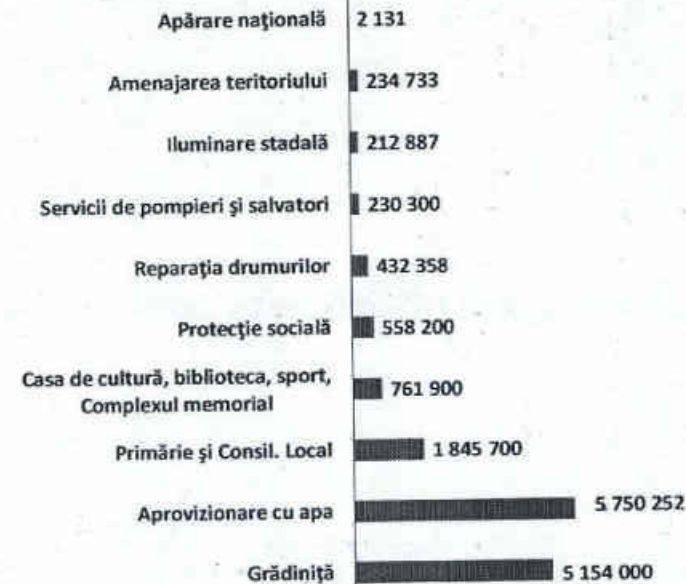 Apărare naţională 2 131
Amenajarea teritoriului 234 733
Iluminare stadală 212 887
Servicii de pompieri şi salvatori 230 300
Reparaţia drumurilor 432 358
Protecţie socială 558 200
Casa de cultură, biblioteca, sport,
Complexul memorial 761 900
Primărie şi Consil. Local 1 845 700
Aprovizionare cu apa 5 750 252
Grădiniţă 5 154 000